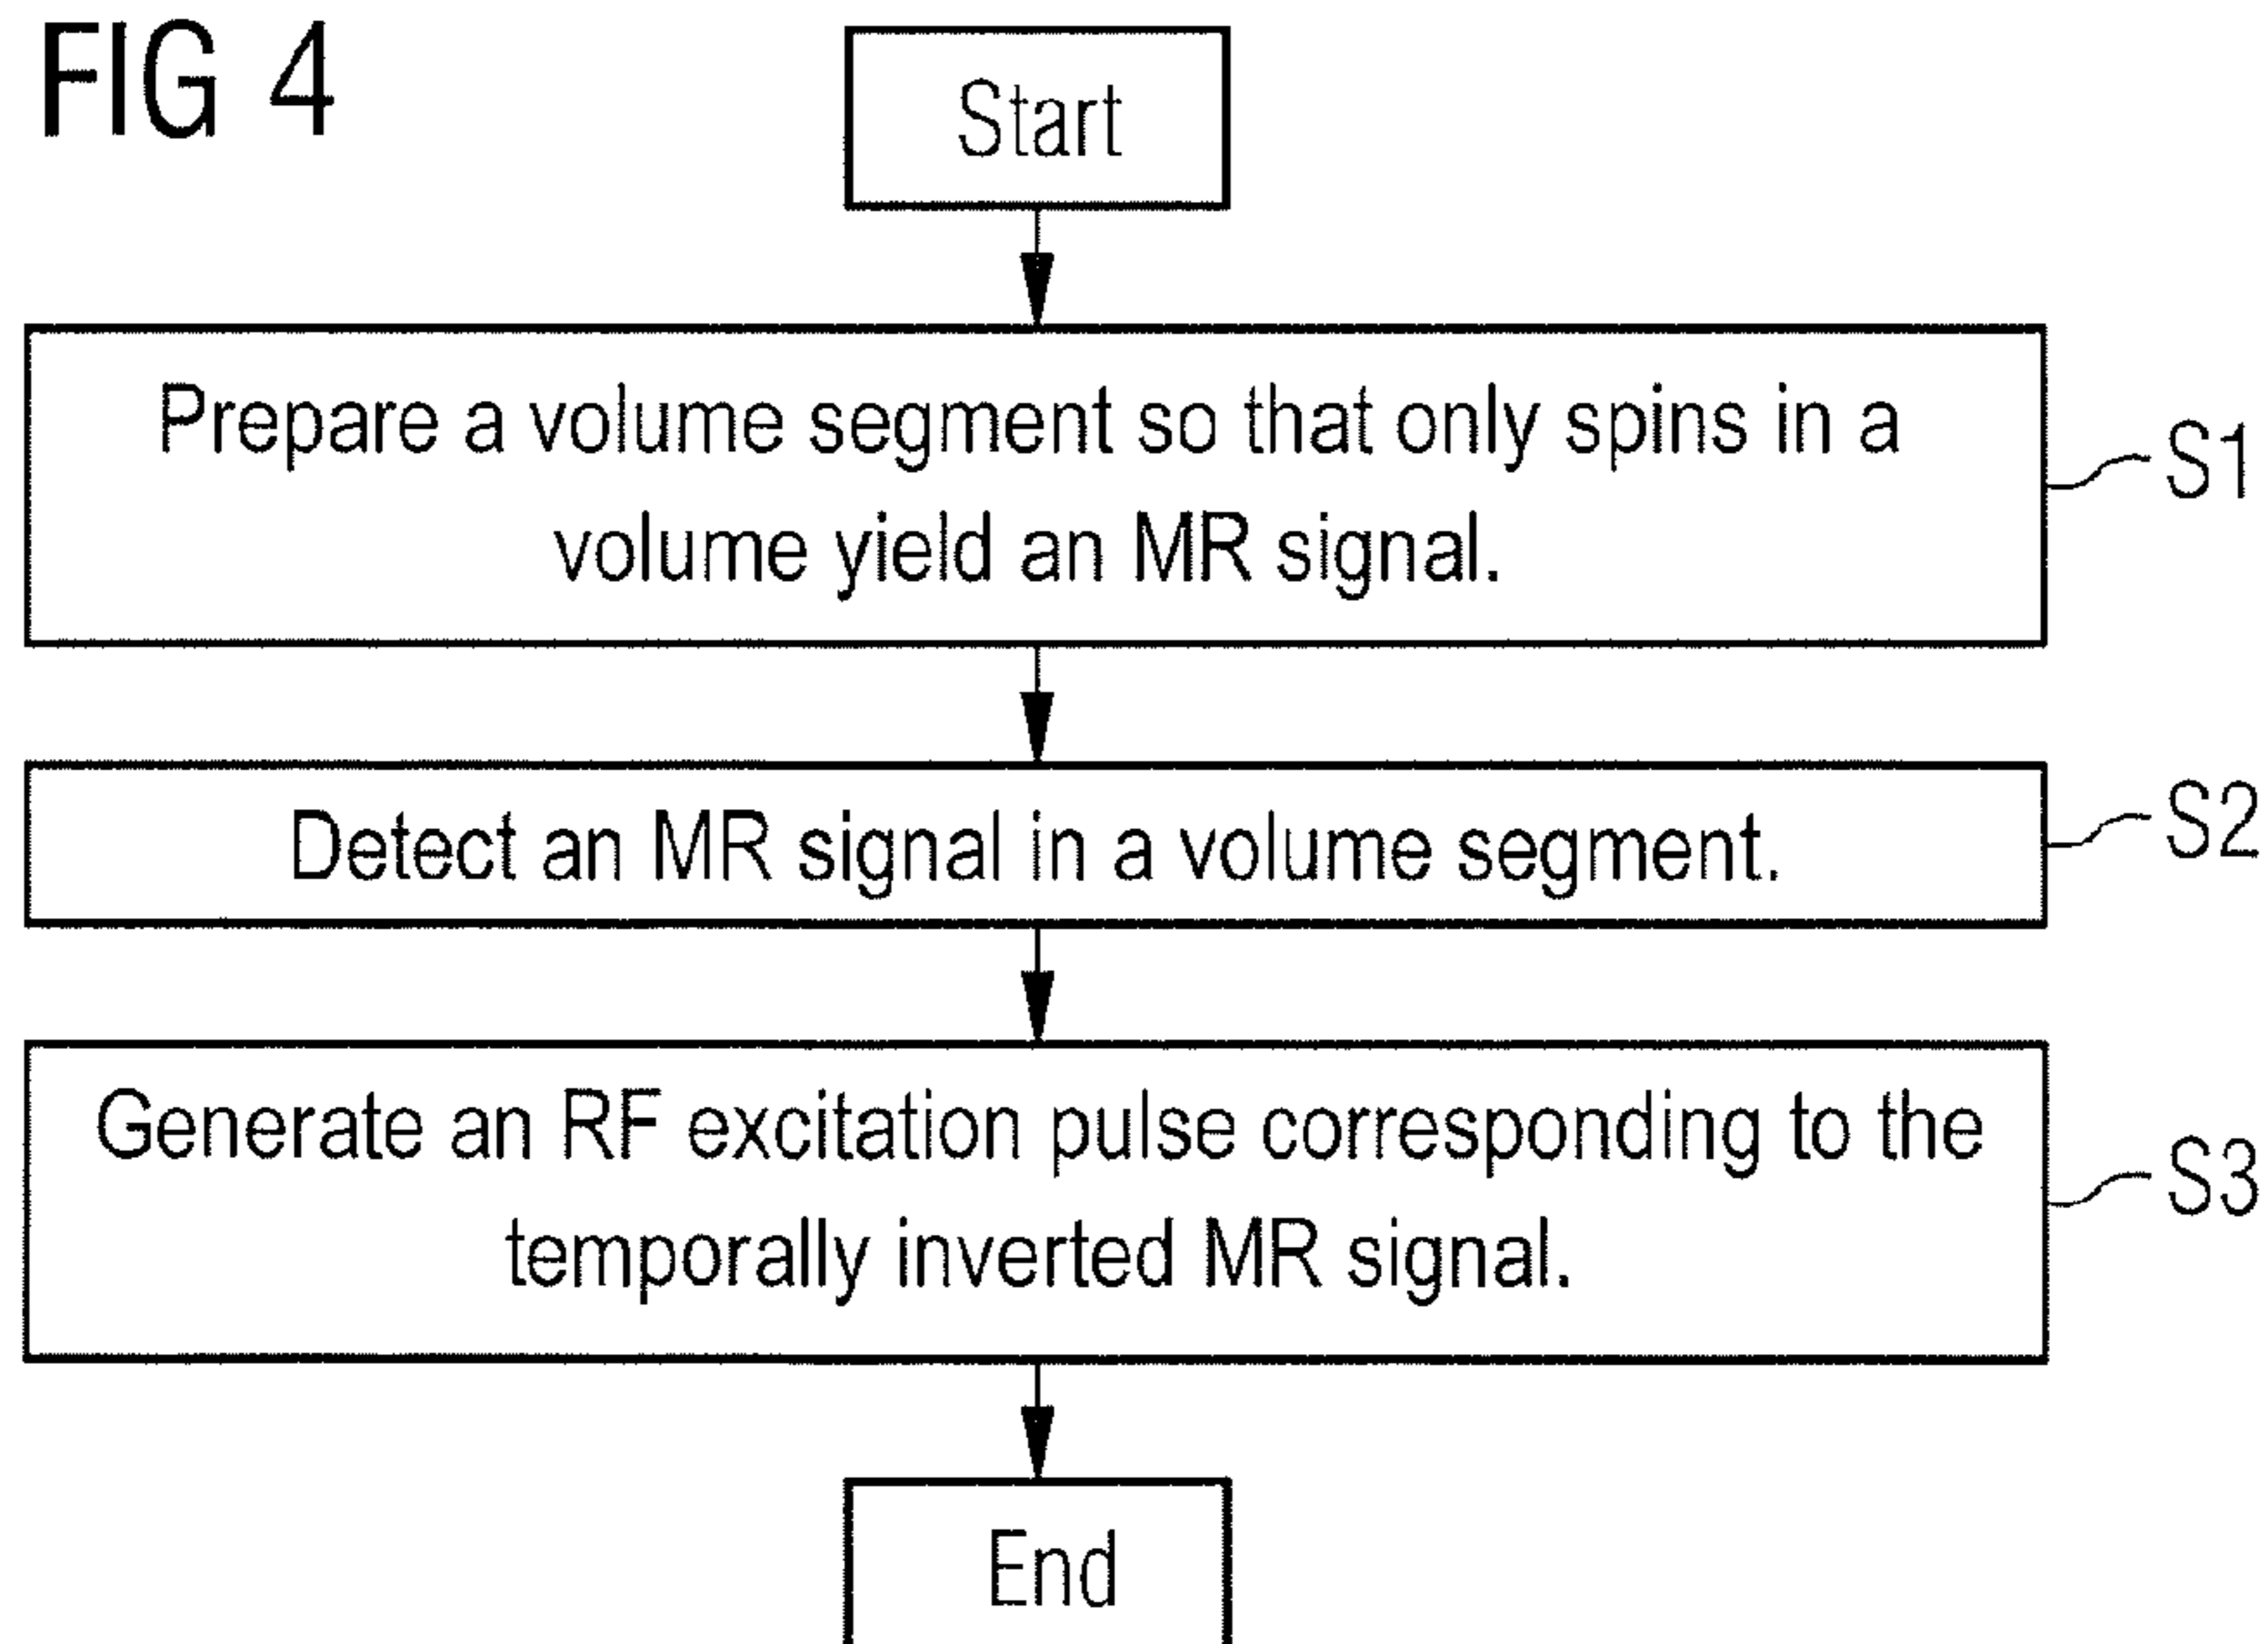 FIG 4
Start
Prepare a volume segment so that only spins in a
volume yield an MR signal.
S1
Detect an MR signal in a volume segment.
S2
Generate an RF excitation pulse corresponding to the
temporally inverted MR signal.
S3
End